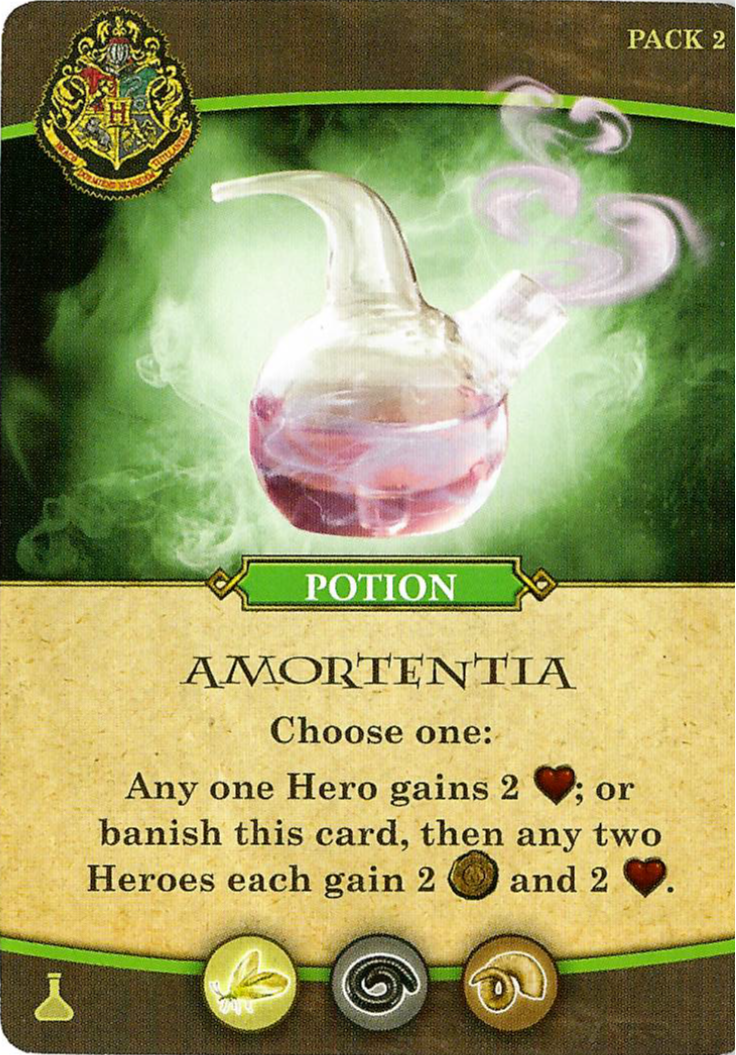 PACK 2
H
POTION
AMORTENTIA
Choose one:
Any one Hero gains 2 ; or
banish this card, then any two
Heroes each gain 2 and 2 .